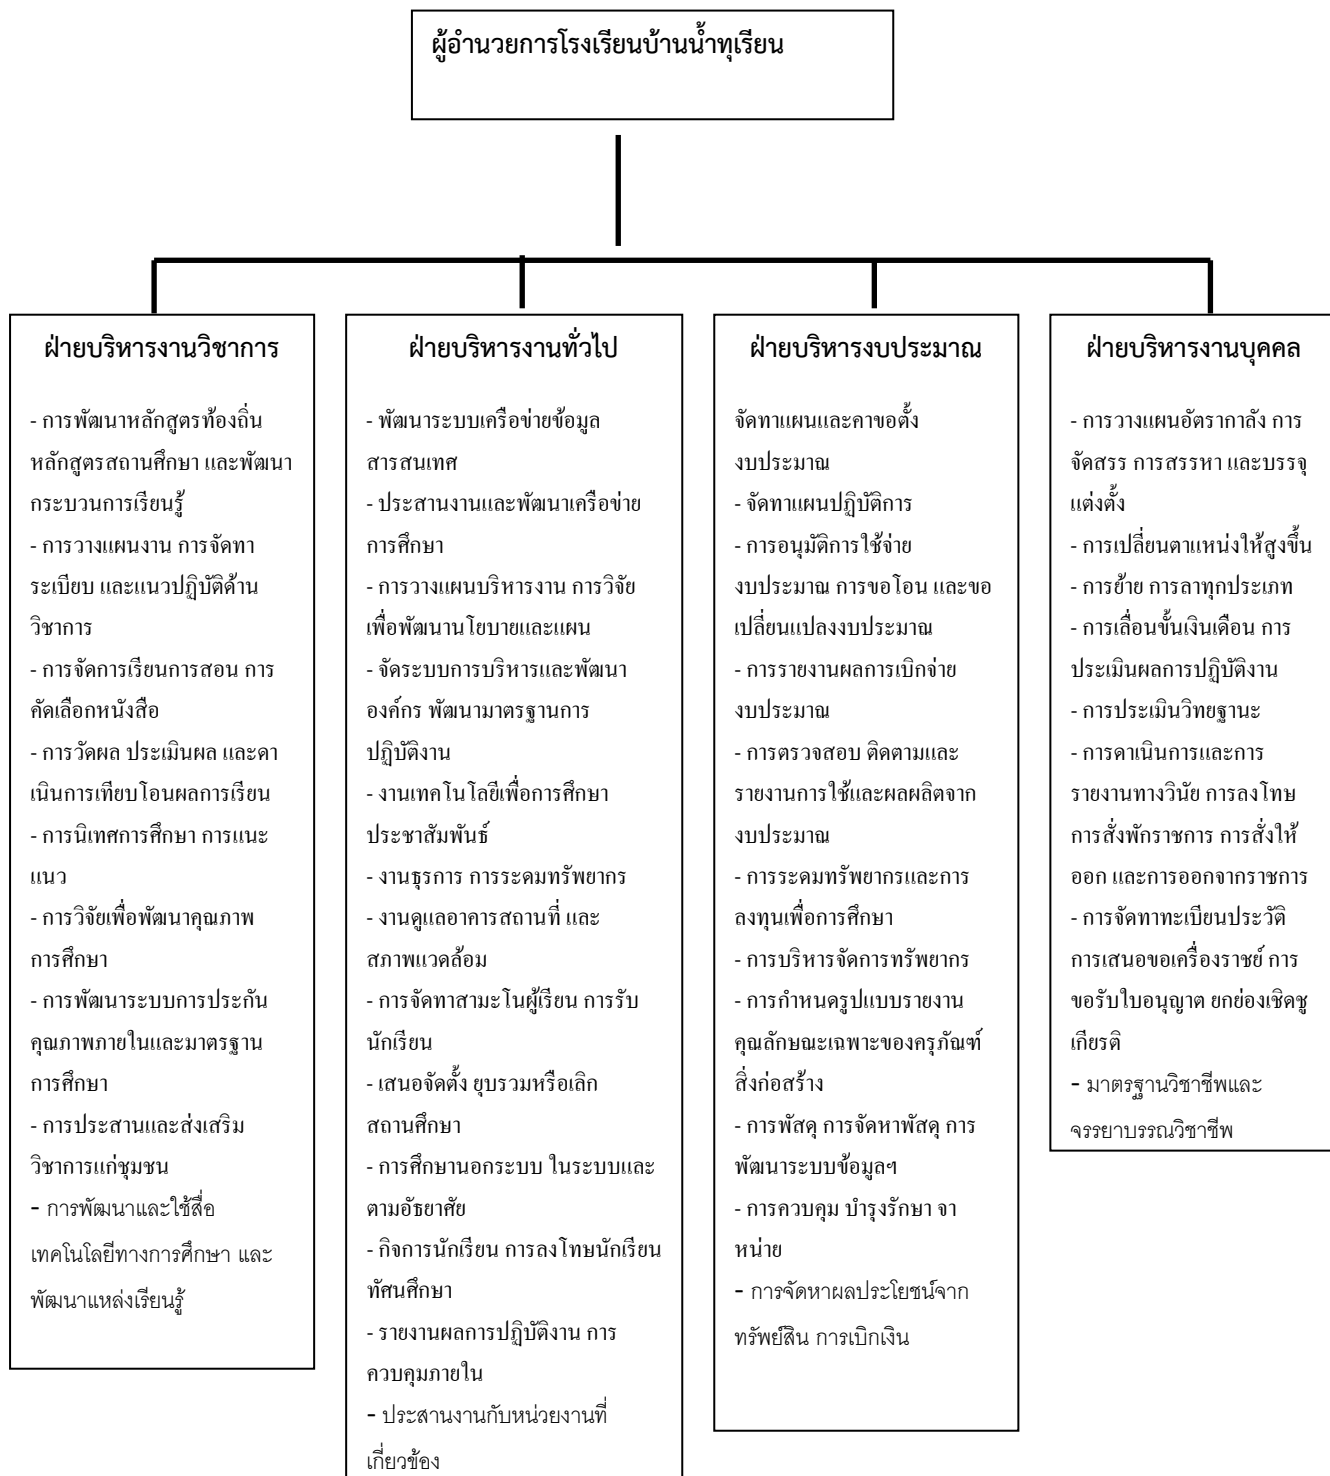 ผู้อำนวยการโรงเรียนบ้านน้ำทุเรียน
ฝ่ายบริหารงานวิชาการ
- การพัฒนาหลักสูตรท้องถิ่น
หลักสูตรสถานศึกษา และพัฒนา
กระบวนการเรียนรู้
- การวางแผนงาน การจัดทา
ระเบียบ และแนวปฏิบัติด้าน
วิชาการ
- การจัดการเรียนการสอน การ
คัดเลือกหนังสือ
- การวัดผล ประเมินผล และดา
เนินการเทียบโอนผลการเรียน
- การนิเทศการศึกษา การแนะ
แนว
- การวิจัยเพื่อพัฒนาคุณภาพ
การศึกษา
- การพัฒนาระบบการประกัน
คุณภาพภายในและมาตรฐาน
การศึกษา
- การประสานและส่งเสริม
วิชาการแก่ชุมชน
- การพัฒนาและใช้สื่อ
เทคโนโลยีทางการศึกษา และ
พัฒนาแหล่งเรียนรู้
ฝ่ายบริหารงานทั่วไป
- พัฒนาระบบเครือข่ายข้อมูล
สารสนเทศ
- ประสานงานและพัฒนาเครือข่าย
การศึกษา
- การวางแผนบริหารงาน การวิจัย
เพื่อพัฒนานโยบายและแผน
- จัดระบบการบริหารและพัฒนา
องค์กร พัฒนามาตรฐานการ
ปฏิบัติงาน
- งานเทคโนโลยีเพื่อการศึกษา
ประชาสัมพันธ์
- งานธุรการ การระดมทรัพยากร
- งานดูแลอาคารสถานที่ และ
สภาพแวดล้อม
- การจัดทาสามะโนผู้เรียน การรับ
นักเรียน
- เสนอจัดตั้ง ยุบรวมหรือเลิก
สถานศึกษา
- การศึกษานอกระบบ ในระบบและ
ตามอัธยาศัย
- กิจการนักเรียน การลงโทษนักเรียน
ทัศนศึกษา
- รายงานผลการปฏิบัติงาน การ
ควบคุมภายใน
- ประสานงานกับหน่วยงานที่
เกี่ยวข้อง
ฝ่ายบริหารงบประมาณ
จัดทาแผนและคาขอตั้ง
งบประมาณ
- จัดทาแผนปฏิบัติการ
- การอนุมัติการใช้จ่าย
งบประมาณ การขอโอน และขอ
เปลี่ยนแปลงงบประมาณ
- การรายงานผลการเบิกจ่าย
งบประมาณ
- การตรวจสอบ ติดตามและ
รายงานการใช้และผลผลิตจาก
งบประมาณ
- การระดมทรัพยากรและการ
ลงทุนเพื่อการศึกษา
- การบริหารจัดการทรัพยากร
- การกำหนดรูปแบบรายงาน
คุณลักษณะเฉพาะของครุภัณฑ์
สิ่งก่อสร้าง
- การพัสดุ การจัดหาพัสดุ การ
พัฒนาระบบข้อมูลฯ
- การควบคุม บำรุงรักษา จา
หน่าย
- การจัดหาผลประโยชน์จาก
ทรัพย์สิน การเบิกเงิน
ฝ่ายบริหารงานบุคคล
- การวางแผนอัตรากาลัง การ
จัดสรร การสรรหา และบรรจุ
แต่งตั้ง
- การเปลี่ยนตาแหน่งให้สูงขึ้น
- การย้าย การลาทุกประเภท
- การเลื่อนขั้นเงินเดือน การ
ประเมินผลการปฏิบัติงาน
- การประเมินวิทยฐานะ
- การดาเนินการและการ
รายงานทางวินัย การลงโทษ
การสั่งพักราชการ การสั่งให้
ออก และการออกจากราชการ
- การจัดทาทะเบียนประวัติ
การเสนอขอเครื่องราชย์ การ
ขอรับใบอนุญาต ยกย่องเชิดชู
เกียรติ
- มาตรฐานวิชาชีพและ
จรรยาบรรณวิชาชีพ